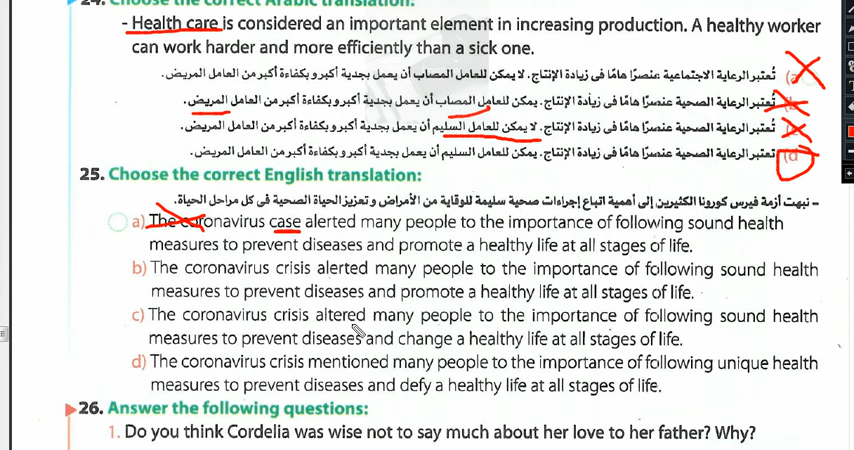 24. Choose the correct Arabic translation:
- Health care is considered an important element in increasing production. A healthy worker
can work harder and more efficiently than a sick one.
a) تُعتبر الرعاية الاجتماعية عنصرًا هامًا فى زيادة الإنتاج. لا يمكن للعامل المصاب أن يعمل بجدية أكبر و بكفاءة أكبر من العامل المريض.
تُعتبر الرعاية الصحية عنصرًا هامًا فى زيادة الإنتاج. يمكن للعامل المصاب أن يعمل بجدية أكبر و بكفاءة أكبر من العامل المريض.
تُعتبر الرعاية الصحية عنصرًا هامًا فى زيادة الإنتاج. لا يمكن للعامل السليم أن يعمل بجدية أكبر و بكفاءة أكبر من العامل المريض.
d) تعتبر الرعاية الصحية عنصرًا هامًا فى زيادة الإنتاج. يمكن للعامل السليم أن يعمل بجدية أكبر و بكفاءة أكبر من العامل المريض.
25. Choose the correct English translation:
- نبهت أزمة فيرس كورونا الكثيرين إلى أهمية اتباع إجراءات صحية سليمة للوقاية من الأمراض و تعزيز الحياة الصحية فى كل مراحل الحياة.
a) The coronavirus case alerted many people to the importance of following sound health
measures to prevent diseases and promote a healthy life at all stages of life.
b) The coronavirus crisis alerted many people to the importance of following sound health
measures to prevent diseases and promote a healthy life at all stages of life.
c) The coronavirus crisis altered many people to the importance of following sound health
measures to prevent diseases and change a healthy life at all stages of life.
d) The coronavirus crisis mentioned many people to the importance of following unique health
measures to prevent diseases and defy a healthy life at all stages of life.
26. Answer the following questions:
1. Do you think Cordelia was wise not to say much about her love to her father? Why?